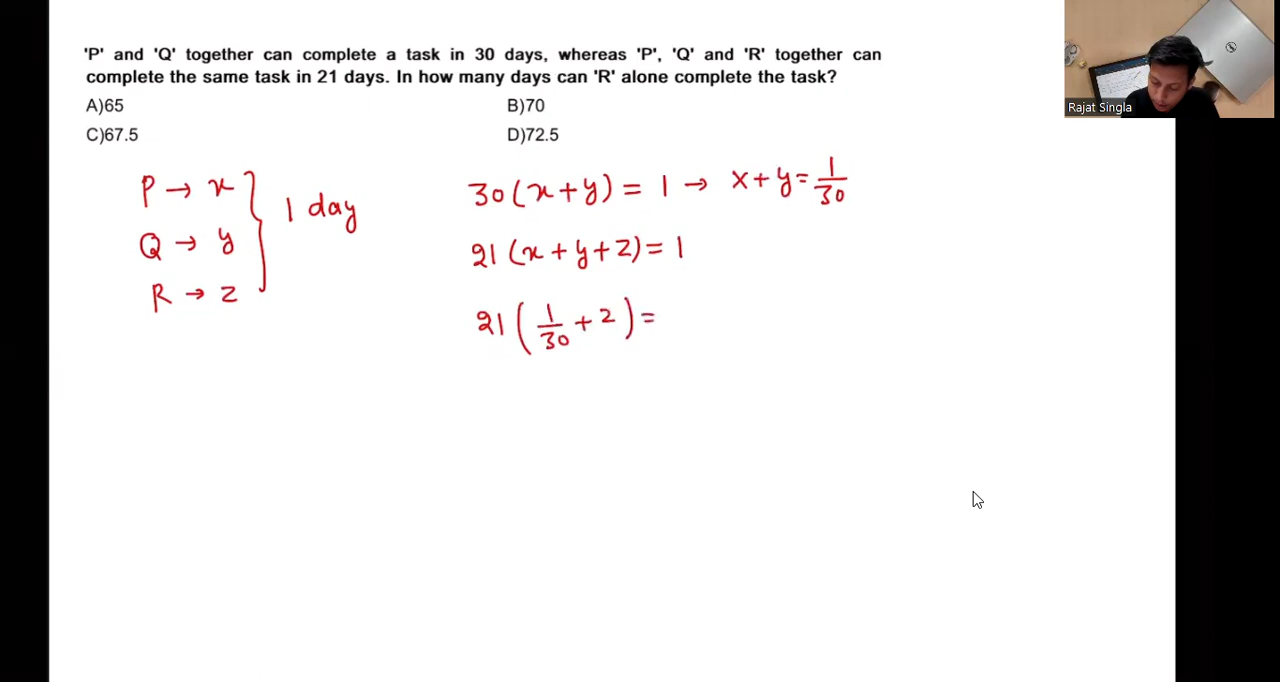 'P' and 'Q' together can complete a task in 30 days, whereas 'P', 'Q' and 'R' together can
complete the same task in 21 days. In how many days can 'R' alone complete the task?
A)65 B)70
C)67.5 D)72.5
P → x
Q → y
R → z
1 day
30(x+y) = 1 → x+y = 1/30
21(x+y+z) = 1
21(1/30 + z) =
Rajat Singla